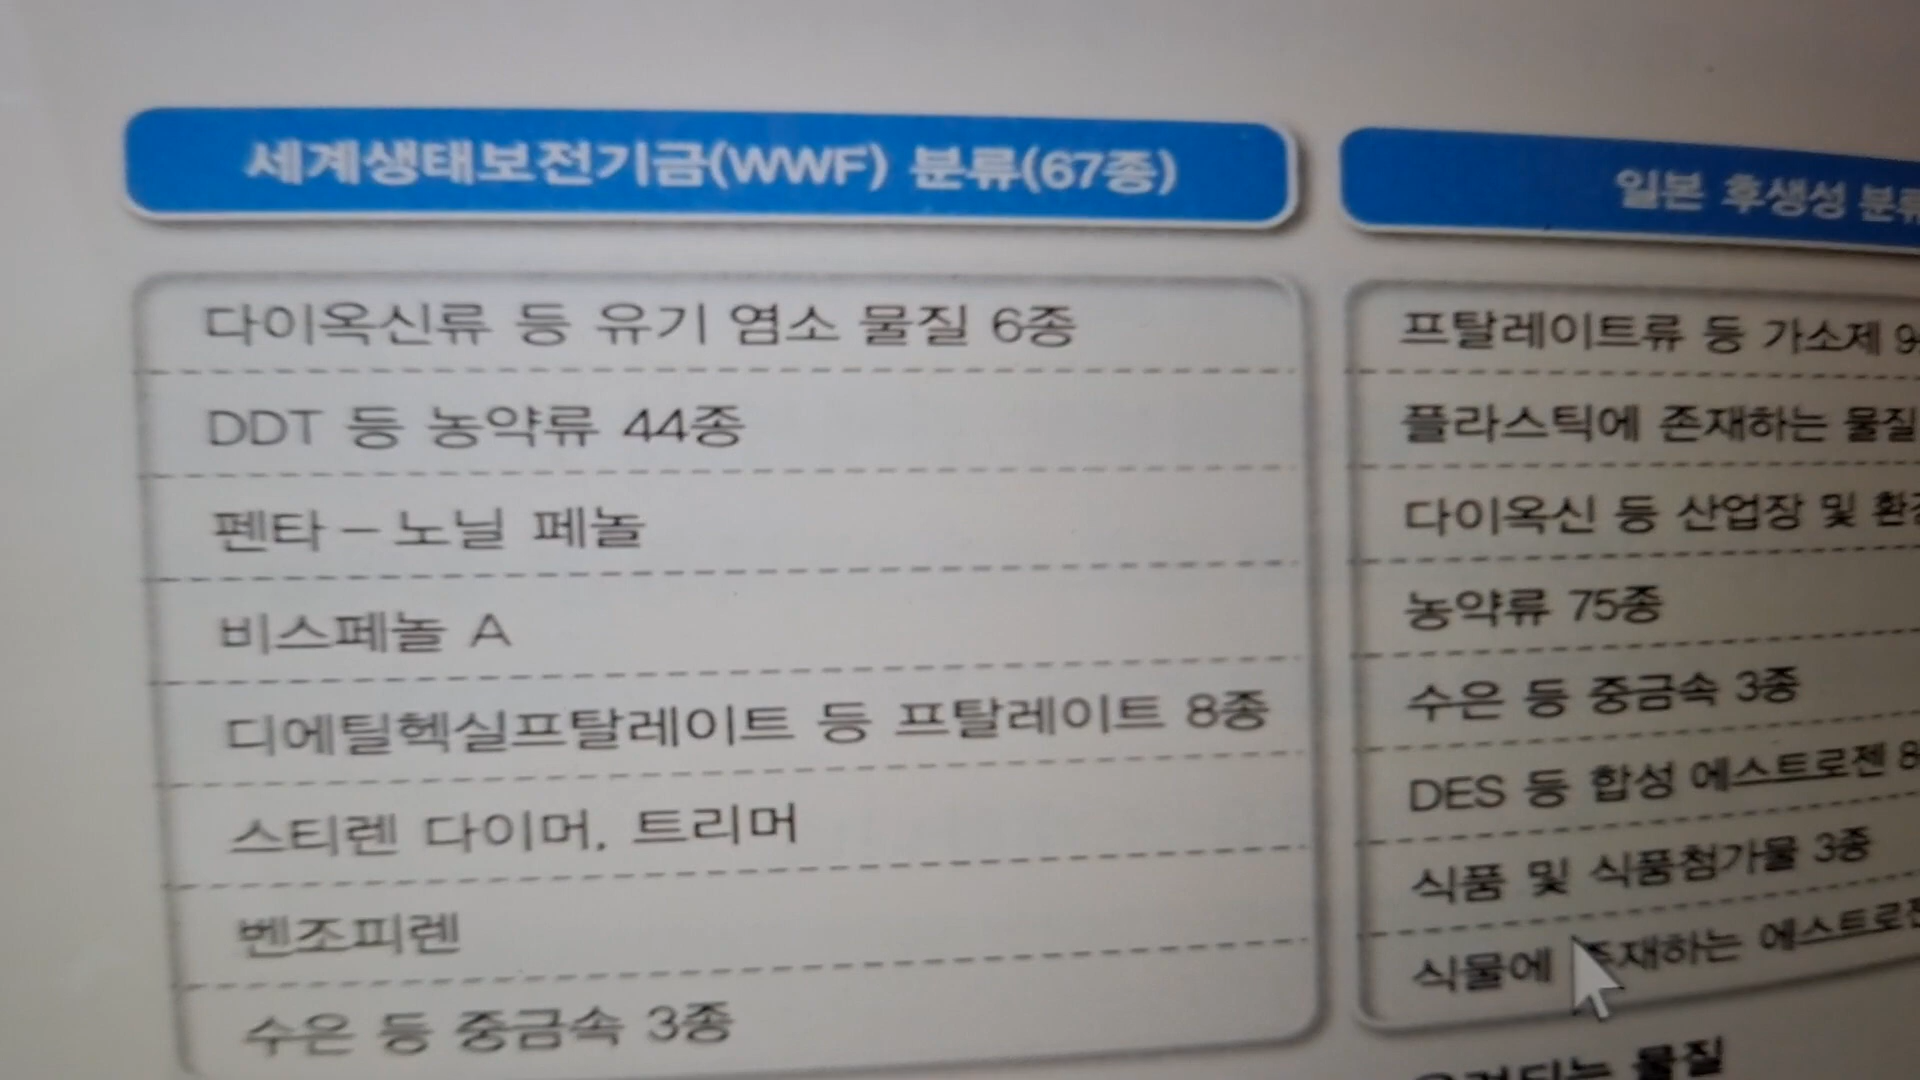 세계생태보전기금(WWF) 분류(67종)
다이옥신류 등 유기 염소 물질 6종
DDT 등 농약류 44종
펜타 – 노닐 페놀
비스페놀 A
디에틸헥실프탈레이트 등 프탈레이트 8종
스티렌 다이머, 트리머
벤조피렌
수은 등 중금속 3종
일본 후생성 분류
프탈레이트류 등 가소제 9
플라스틱에 존재하는 물질
다이옥신 등 산업장 및
농약류 75종
수은 등 중금속 3종
DES 등 합성 에스트로젠 8
식품 및 식품첨가물 3종
식물에 존재하는 에스트로젠
물질